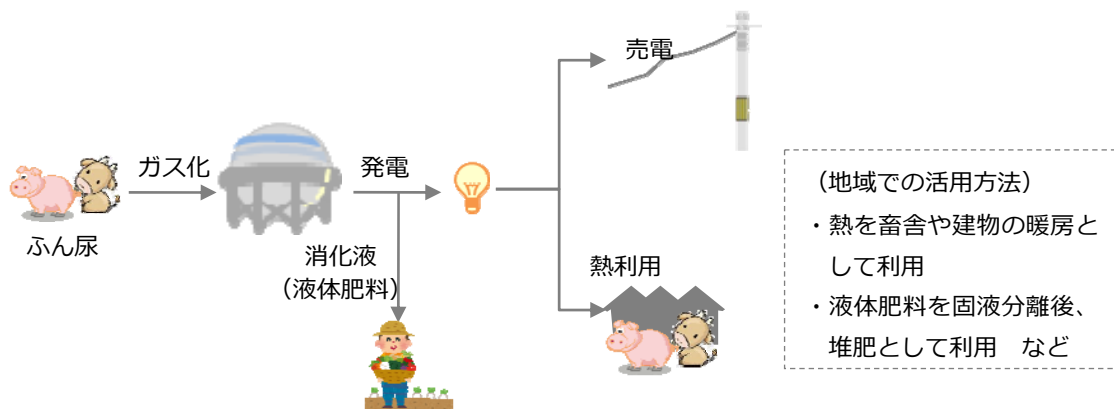 売電
ガス化
発電
ふん尿
消化液
（液体肥料）
熱利用
（地域での活用方法）
・熱を畜舎や建物の暖房と
して利用
・液体肥料を固液分離後、
堆肥として利用　など